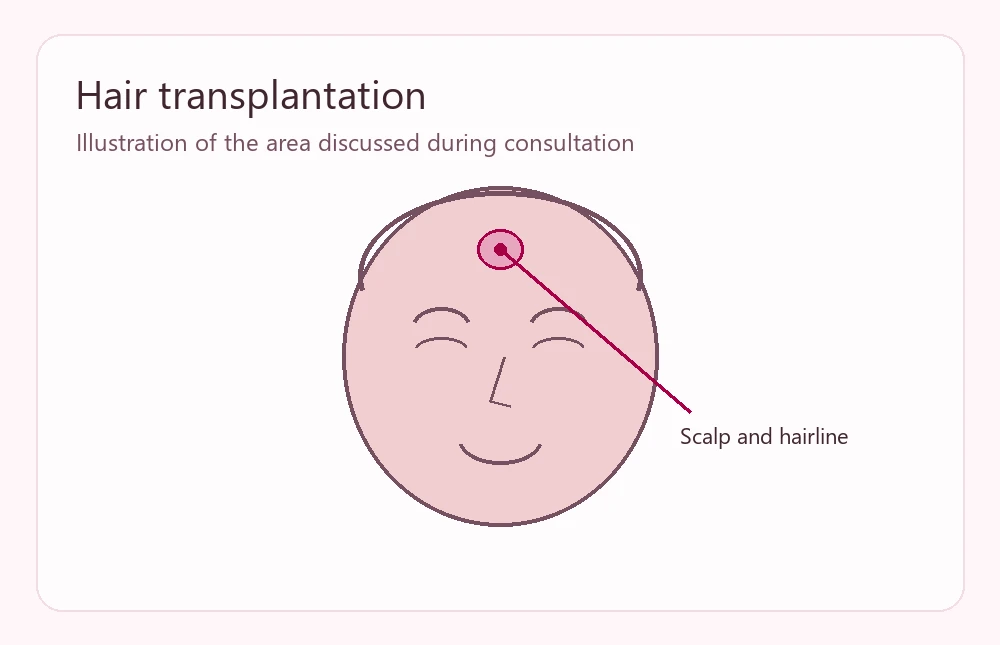 Hair transplantation
Illustration of the area discussed during consultation
Scalp and hairline